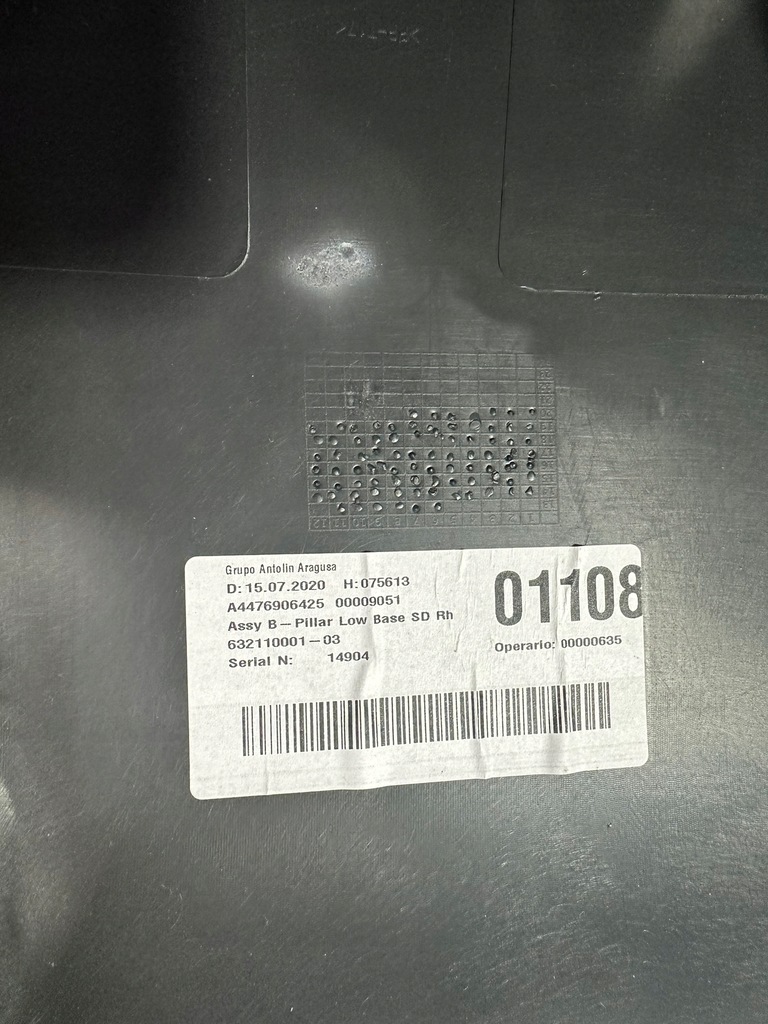 Grupo Antolin Aragusa
D: 15.07.2020 H: 075613
A4476906425 00009051
Assy B - Pillar Low Base SD Rh
632110001-03
Serial N: 14904
01108
Operario: 00000635